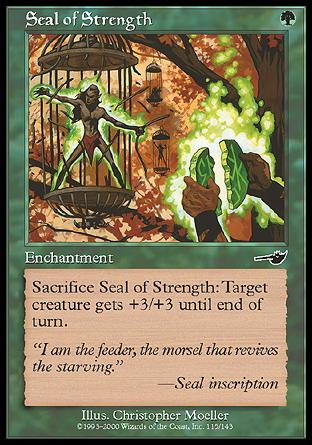 Seal of Strength
Enchantment
Sacrifice Seal of Strength: Target
creature gets +3/+3 until end of
turn.
"I am the feeder, the morsel that revives
the starving."
—Seal inscription
Illus. Christopher Moeller
©1993–2000 Wizards of the Coast, Inc. 115/143